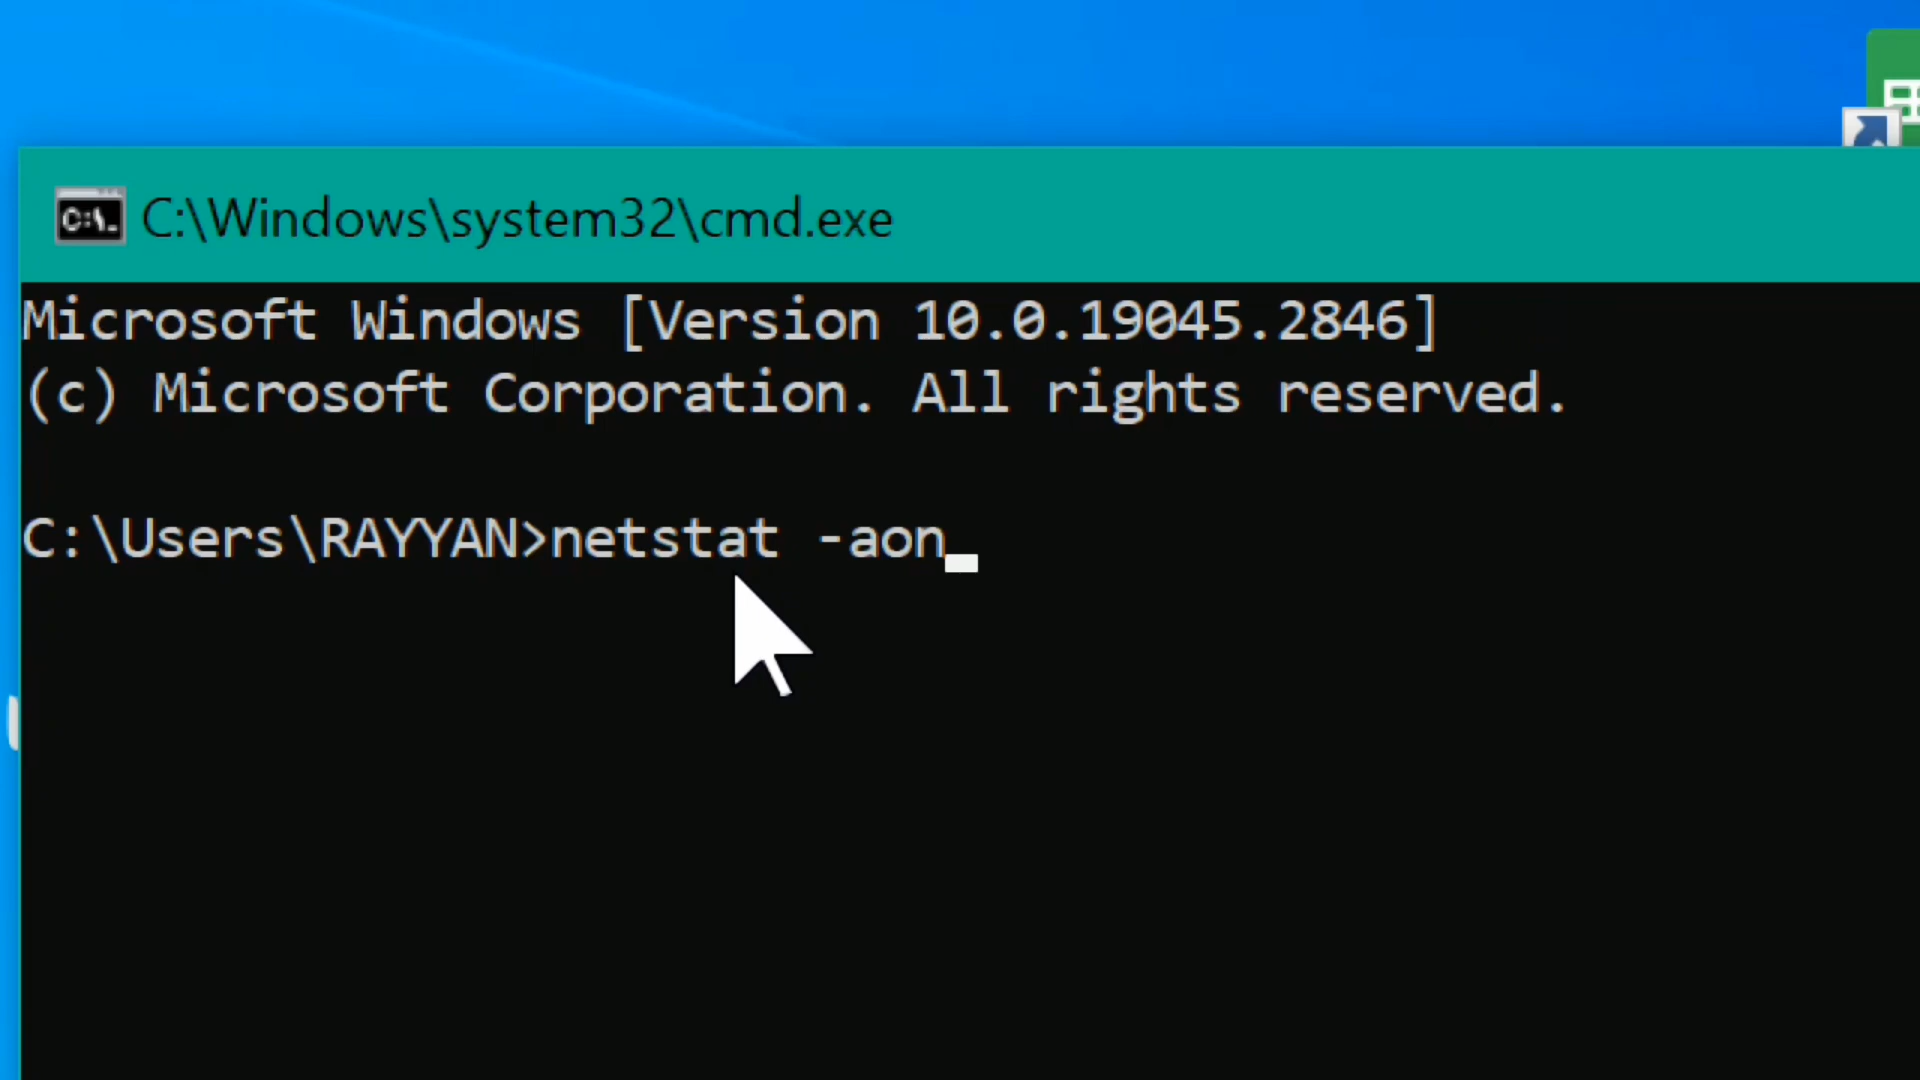 C:\Windows\system32\cmd.exe
Microsoft Windows [Version 10.0.19045.2846]
(c) Microsoft Corporation. All rights reserved.
C:\Users\RAYYAN>netstat -aon